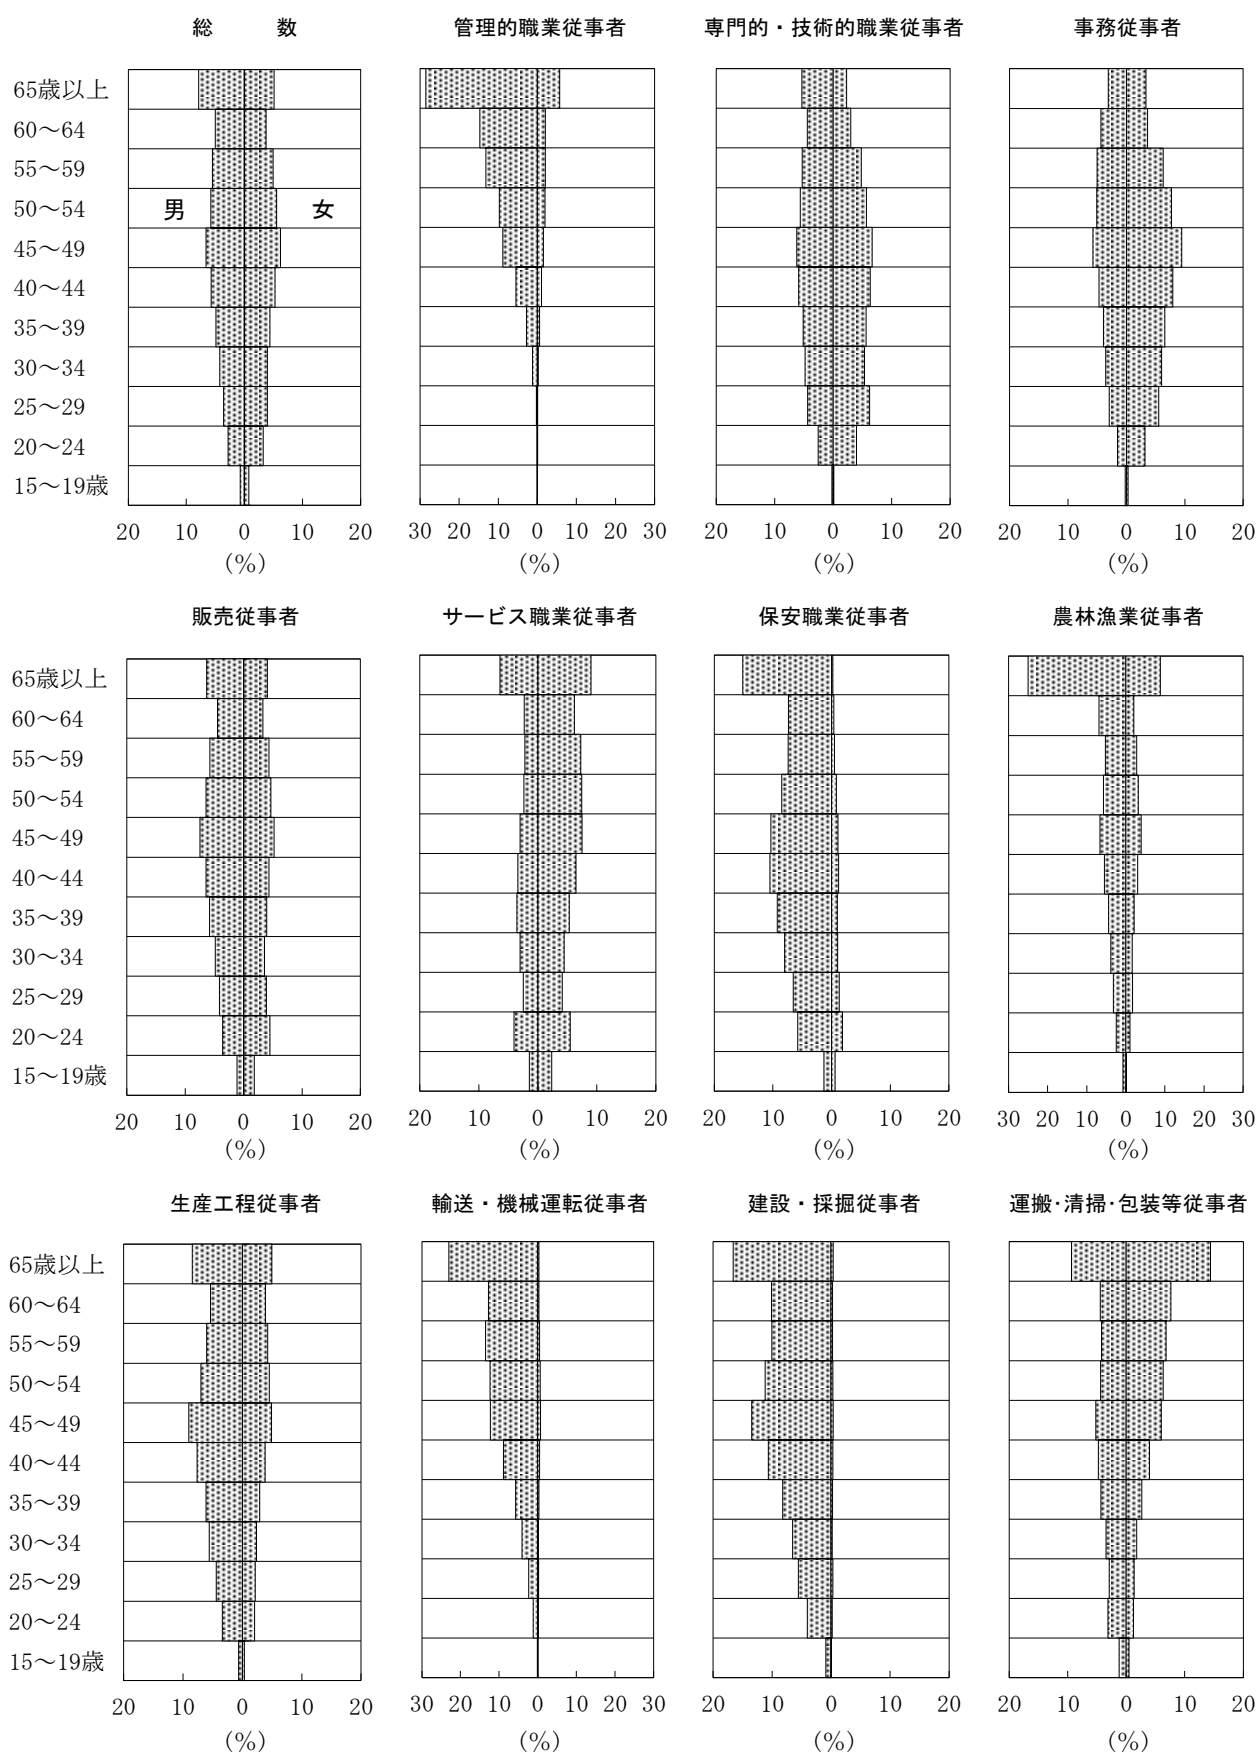 総　　数　管理的職業従事者　専門的・技術的職業従事者　事務従事者
65歳以上
60～64
55～59
50～54　男　女
45～49
40～44
35～39
30～34
25～29
20～24
15～19歳
20 10 0 10 20　30 20 10 0 10 20 30　20 10 0 10 20　20 10 0 10 20
(%)　(%)　(%)　(%)
販売従事者　サービス職業従事者　保安職業従事者　農林漁業従事者
65歳以上
60～64
55～59
50～54
45～49
40～44
35～39
30～34
25～29
20～24
15～19歳
20 10 0 10 20　20 10 0 10 20　20 10 0 10 20　30 20 10 0 10 20 30
(%)　(%)　(%)　(%)
生産工程従事者　輸送・機械運転従事者　建設・採掘従事者　運搬･清掃･包装等従事者
65歳以上
60～64
55～59
50～54
45～49
40～44
35～39
30～34
25～29
20～24
15～19歳
20 10 0 10 20　30 20 10 0 10 20 30　20 10 0 10 20　20 10 0 10 20
(%)　(%)　(%)　(%)